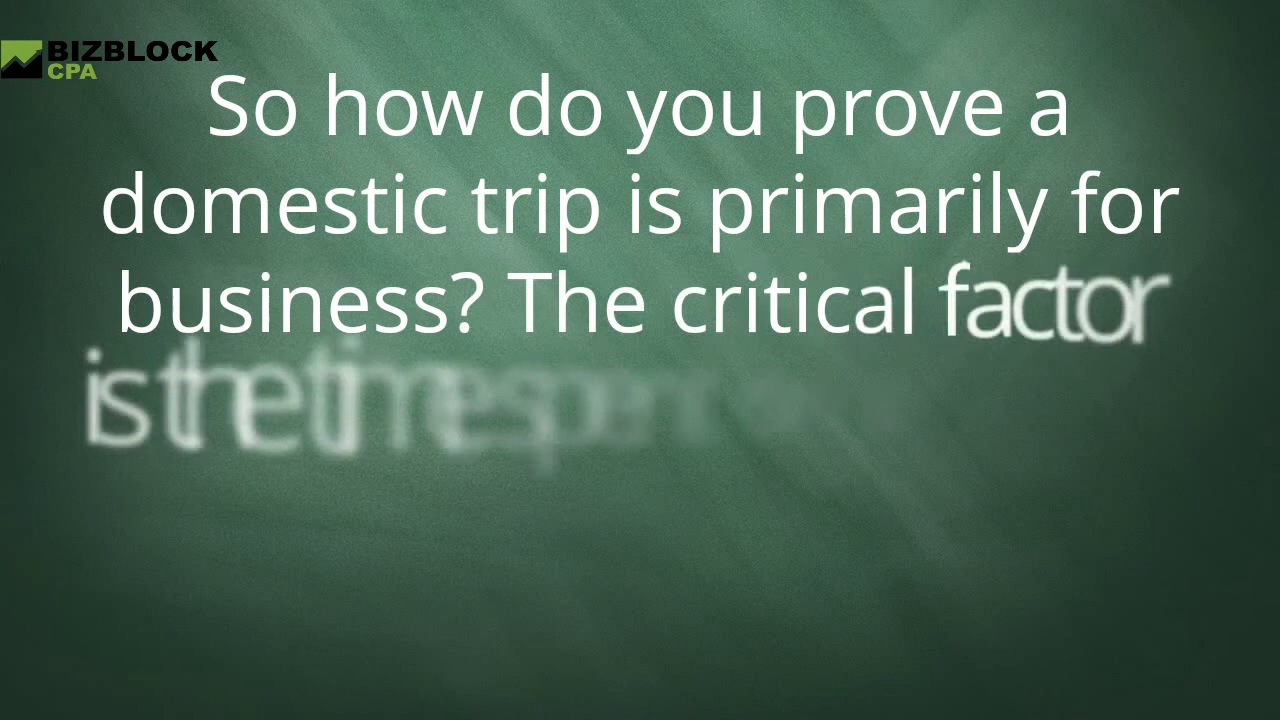 BIZBLOCK
CPA
So how do you prove a
domestic trip is primarily for
business? The critical factor
is the time spent